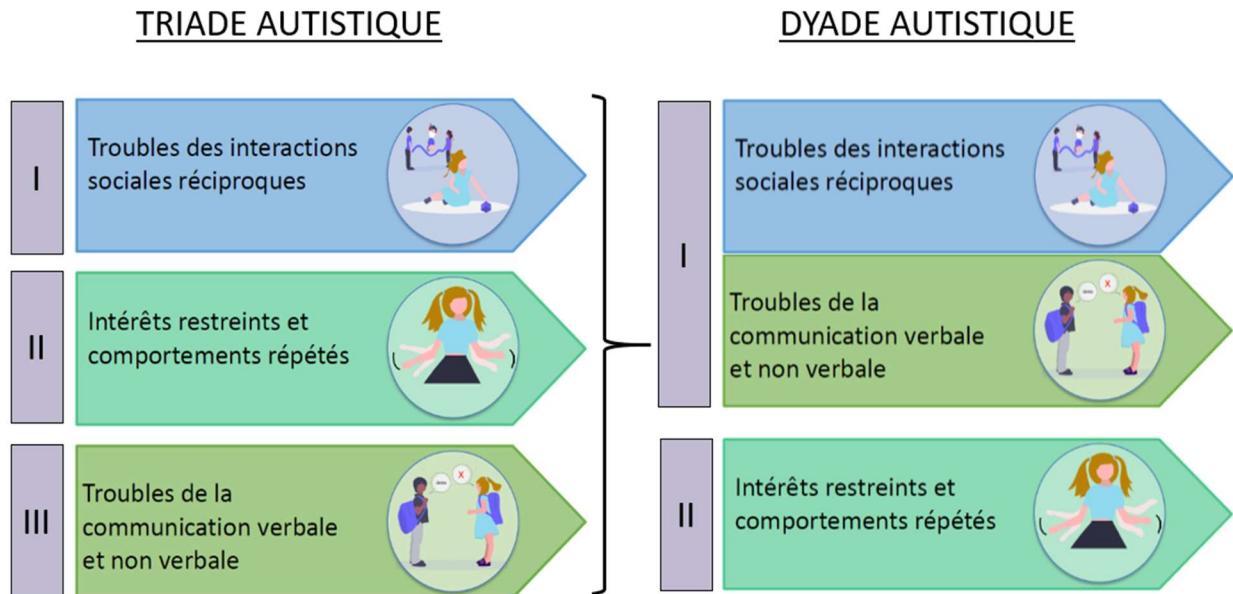 TRIADE AUTISTIQUE
I
Troubles des interactions
sociales réciproques
II
Intérêts restreints et
comportements répétés
III
Troubles de la
communication verbale
et non verbale
X
DYADE AUTISTIQUE
I
Troubles des interactions
sociales réciproques
Troubles de la
communication verbale
et non verbale
X
II
Intérêts restreints et
comportements répétés